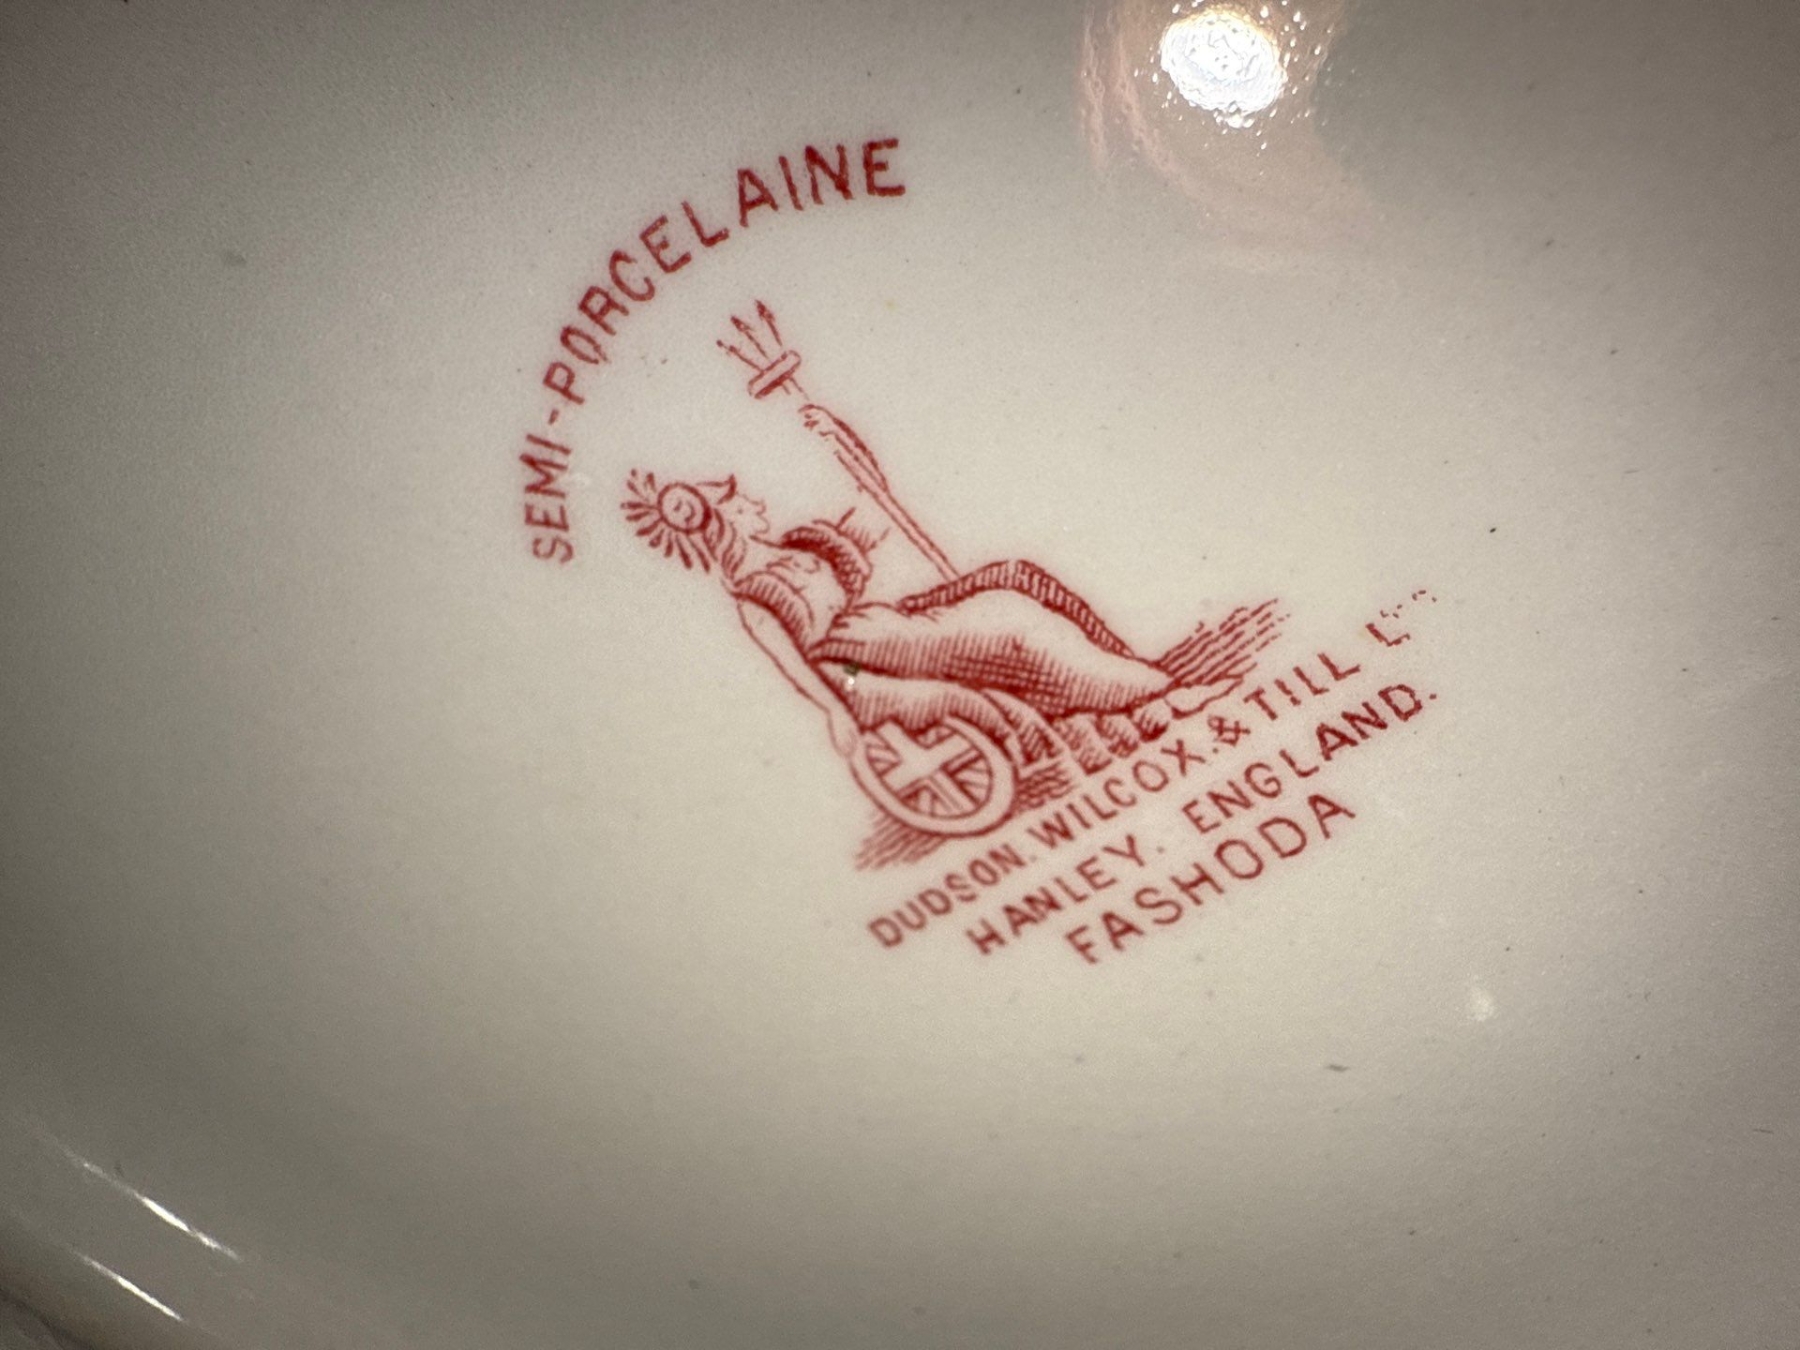 SEMI-PORCELAINE
DUDSON. WILCOX. & TILL LTD
HANLEY. ENGLAND.
FASHODA